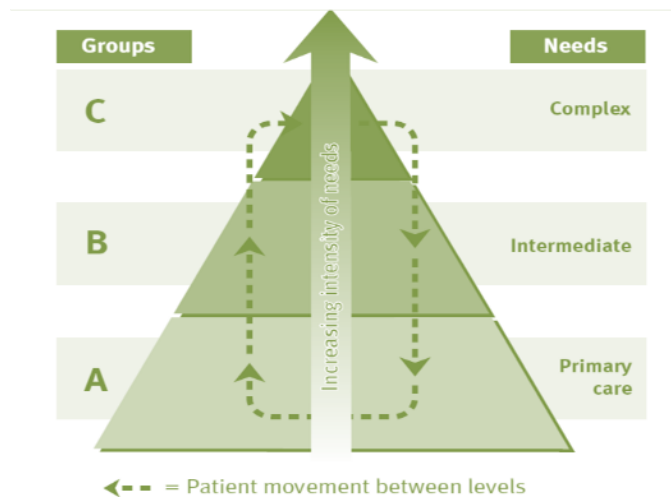 Groups
Needs
C
Complex
B
Intermediate
A
Primary
care
Increasing intensity of needs
= Patient movement between levels